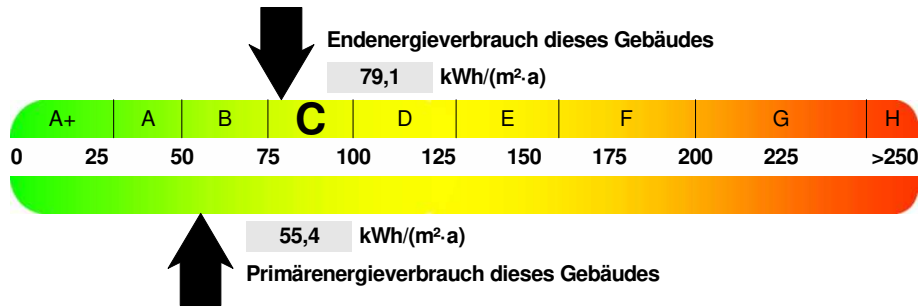 Endenergieverbrauch dieses Gebäudes
79,1 kWh/(m²·a)
A+ A B C D E F G H
0 25 50 75 100 125 150 175 200 225 >250
55,4 kWh/(m²·a)
Primärenergieverbrauch dieses Gebäudes